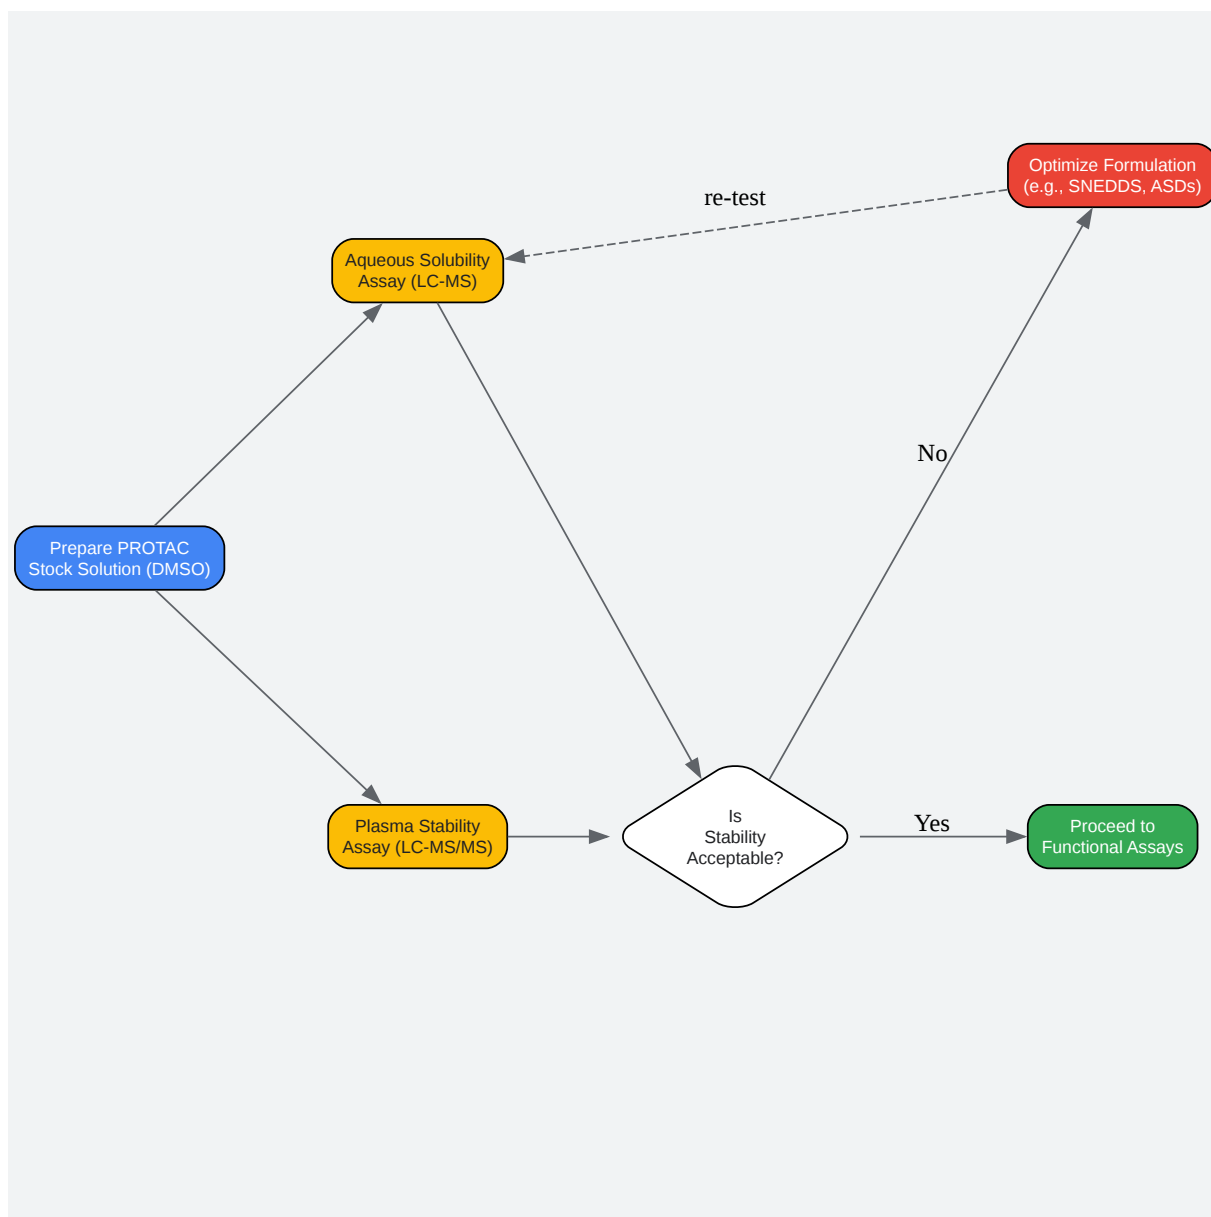 Optimize Formulation
(e.g., SNEDDS, ASDs)
re-test
Aqueous Solubility
Assay (LC-MS)
No
Prepare PROTAC
Stock Solution (DMSO)
Is
Stability
Acceptable?
Yes
Plasma Stability
Assay (LC-MS/MS)
Proceed to
Functional Assays